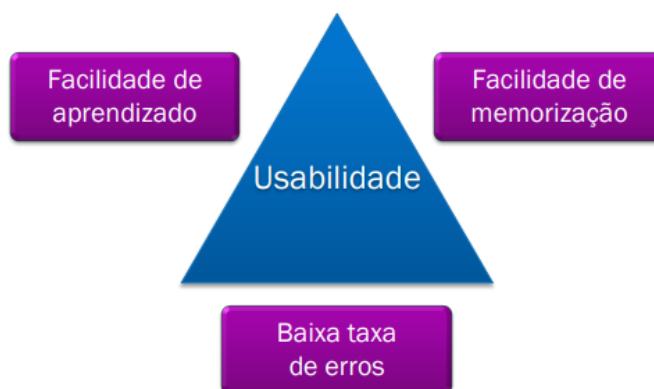 Facilidade de
aprendizado
Facilidade de
memorização
Usabilidade
Baixa taxa
de erros